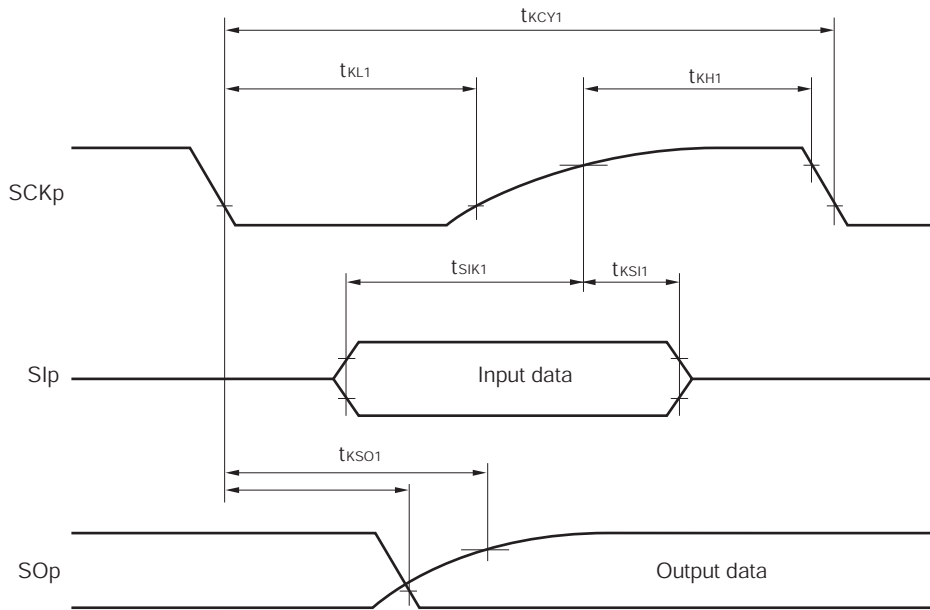 tKCY1
tKL1
tKH1
SCKp
tSIK1
tKSI1
SIp
Input data
tKSO1
SOp
Output data